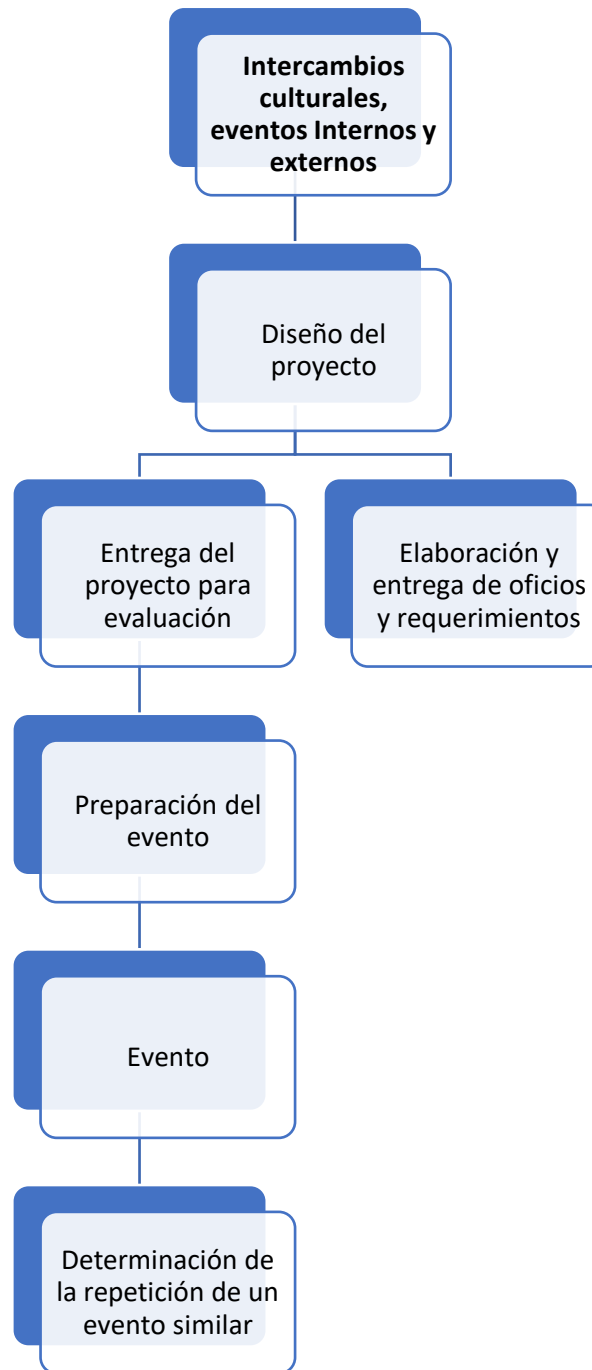 Intercambios
culturales,
eventos Internos y
externos
Diseño del
proyecto
Entrega del
proyecto para
evaluación
Elaboración y
entrega de oficios
y requerimientos
Preparación del
evento
Evento
Determinación de
la repetición de un
evento similar